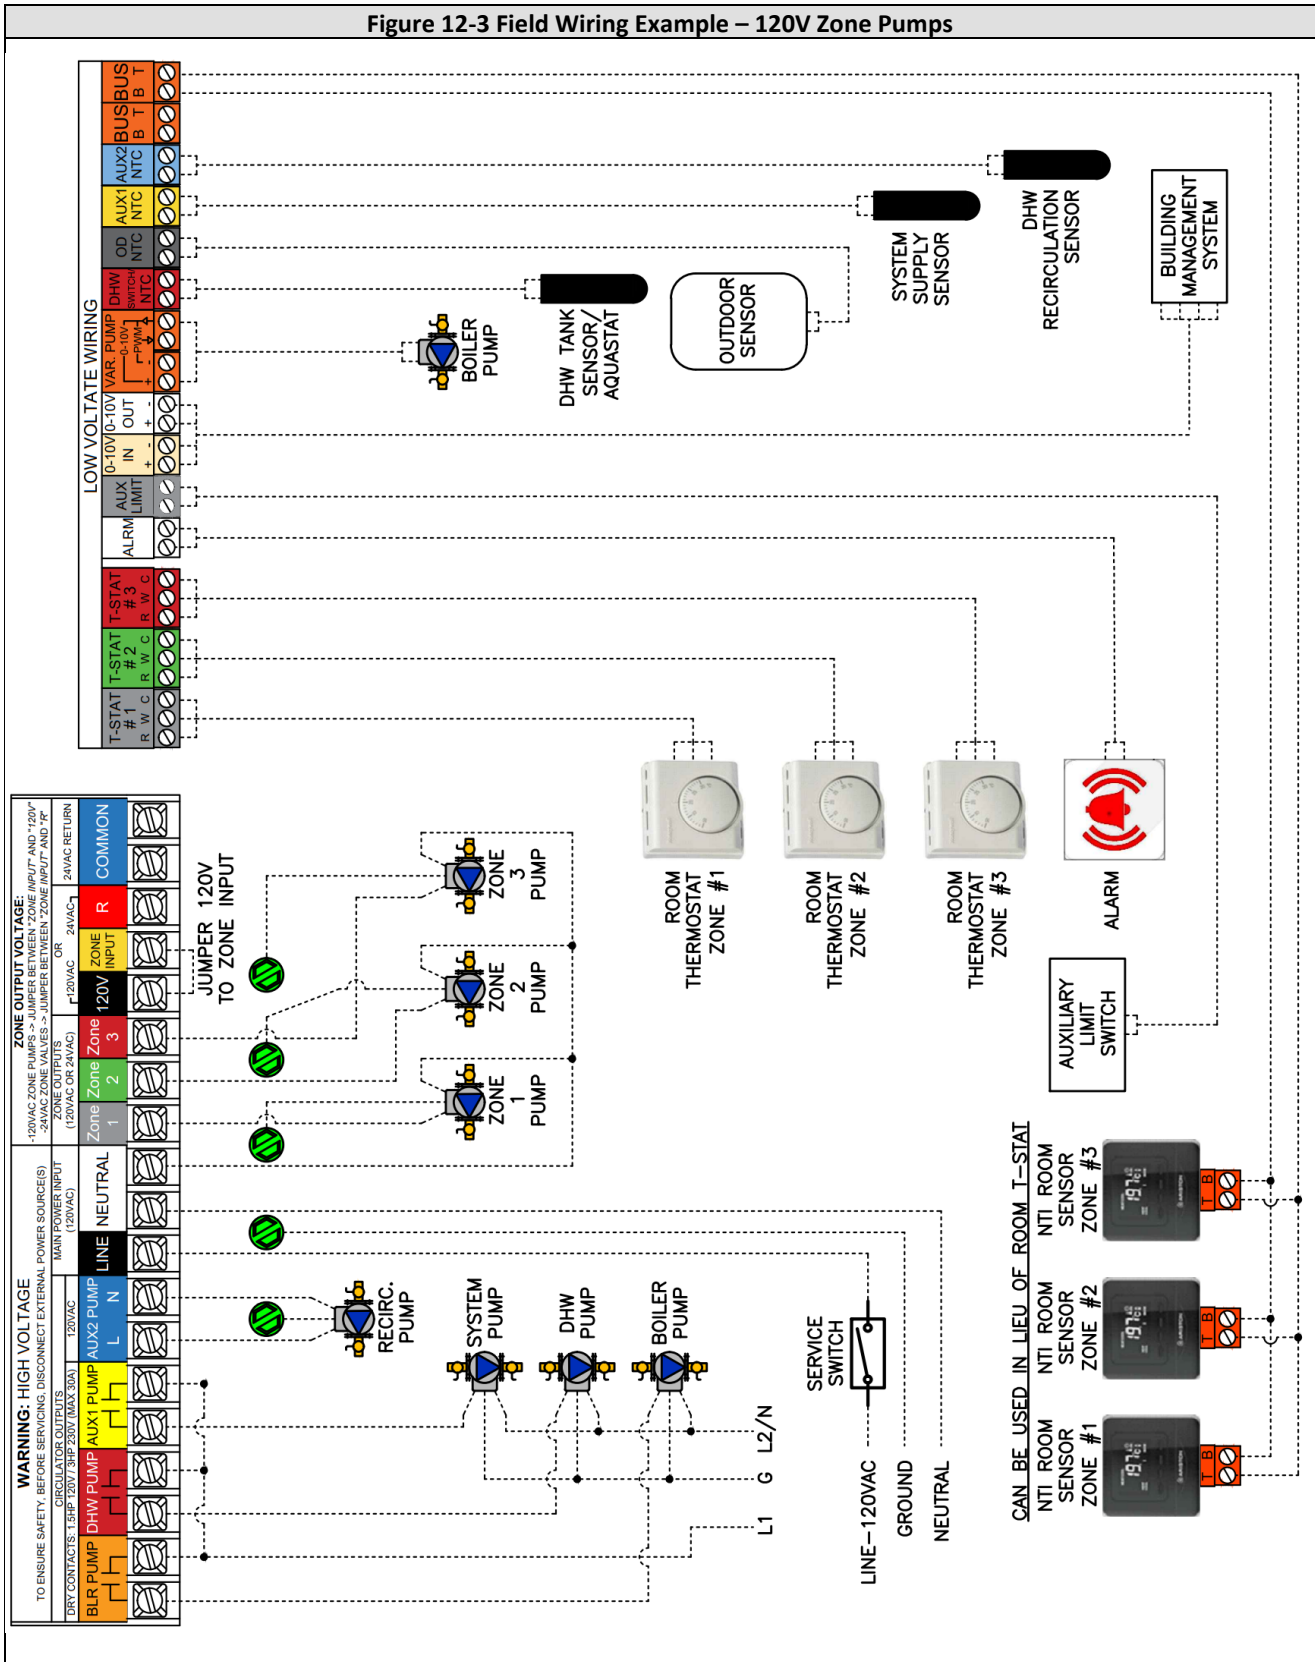 Figure 12-3 Field Wiring Example – 120V Zone Pumps
LOW VOLTATE WIRING
T-STAT
# 1
R W C
T-STAT
# 2
R W C
T-STAT
# 3
R W C
ALRM
AUX
LIMIT
0-10V
IN
+ -
0-10V
OUT
+ -
VAR. PUMP
0-10V
PWM
+ -
DHW
SWITCH/
NTC
OD
NTC
AUX1
NTC
AUX2
NTC
BUS
B T
BUS
B T
BOILER
PUMP
DHW TANK
SENSOR/
AQUASTAT
OUTDOOR
SENSOR
SYSTEM
SUPPLY
SENSOR
DHW
RECIRCULATION
SENSOR
BUILDING
MANAGEMENT
SYSTEM
ROOM
THERMOSTAT
ZONE #1
ROOM
THERMOSTAT
ZONE #2
ROOM
THERMOSTAT
ZONE #3
ALARM
AUXILIARY
LIMIT
SWITCH
WARNING: HIGH VOLTAGE
TO ENSURE SAFETY, BEFORE SERVICING, DISCONNECT EXTERNAL POWER SOURCE(S)
CIRCULATOR OUTPUTS
DRY CONTACTS: 1.5HP 120V / 3HP 230V (MAX 30A)
120VAC
MAIN POWER INPUT
(120VAC)
ZONE OUTPUT VOLTAGE:
-120VAC ZONE PUMPS -> JUMPER BETWEEN "ZONE INPUT" AND "120V"
-24VAC ZONE VALVES -> JUMPER BETWEEN "ZONE INPUT" AND "R"
ZONE OUTPUTS
(120VAC OR 24VAC)
120VAC
OR
24VAC
24VAC RETURN
BLR PUMP
DHW PUMP
AUX1 PUMP
AUX2 PUMP
L N
LINE
NEUTRAL
Zone
1
Zone
2
Zone
3
120V
ZONE
INPUT
R
COMMON
JUMPER 120V
TO ZONE INPUT
ZONE
1
PUMP
ZONE
2
PUMP
ZONE
3
PUMP
RECIRC.
PUMP
SYSTEM
PUMP
DHW
PUMP
BOILER
PUMP
L1
G
L2/N
SERVICE
SWITCH
LINE-120VAC
GROUND
NEUTRAL
CAN BE USED IN LIEU OF ROOM T-STAT
NTI ROOM
SENSOR
ZONE #1
19.7
ARISTON
T B
NTI ROOM
SENSOR
ZONE #2
19.7
ARISTON
T B
NTI ROOM
SENSOR
ZONE #3
19.7
ARISTON
T B